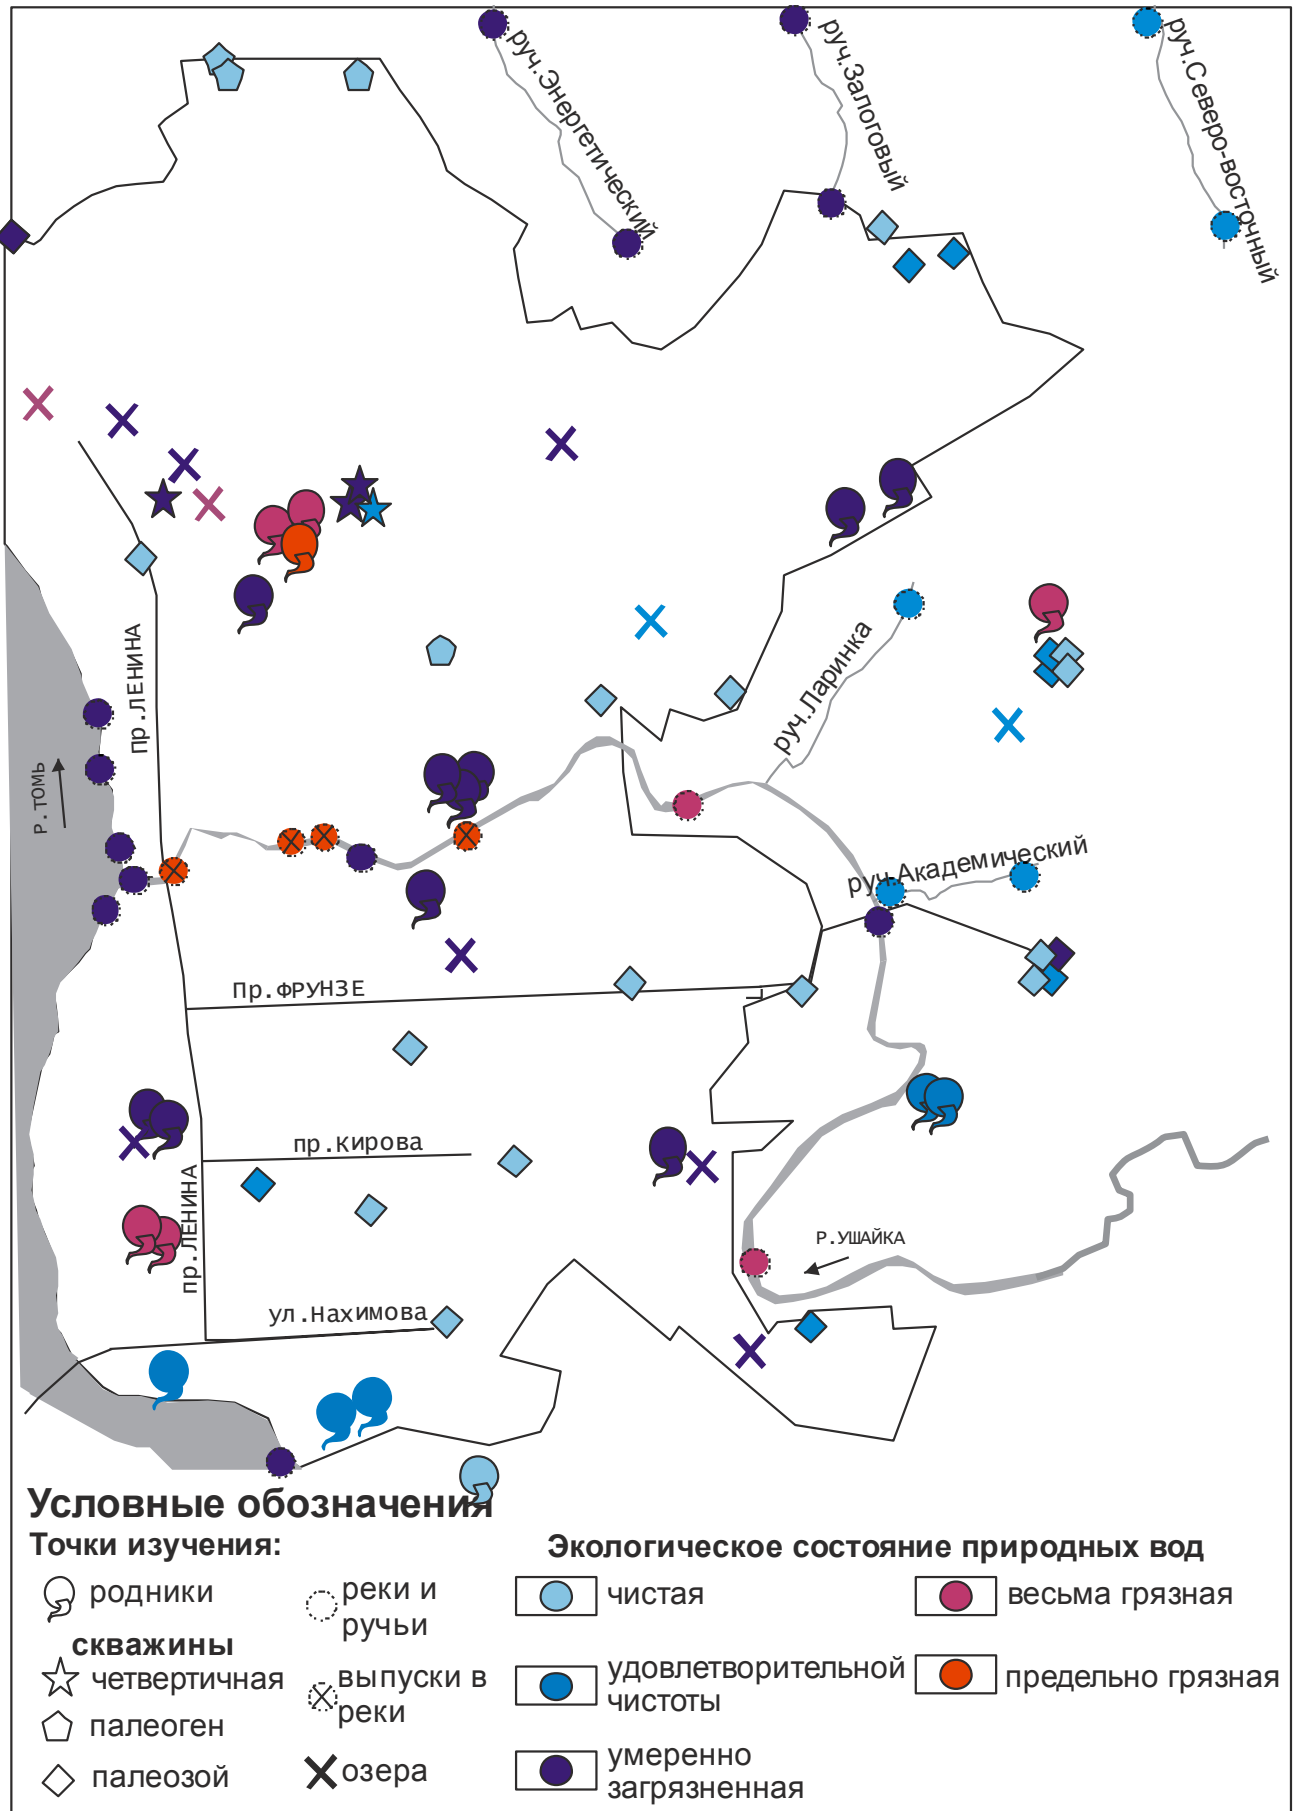 руч.Энергетический
руч.Залоговый
руч.Северо-восточный
пр.ЛЕНИНА
руч.Ларинка
Р.ТОМЬ
руч.Академический
Пр.ФРУНЗЕ
пр.КИРОВА
пр.ЛЕНИНА
Р.УШАЙКА
ул.Нахимова
Условные обозначения
Точки изучения:
родники
скважины
четвертичная
палеоген
палеозой
реки и
ручьи
выпуски в
реки
озера
Экологическое состояние природных вод
чистая
удовлетворительной
чистоты
умеренно
загрязненная
весьма грязная
предельно грязная